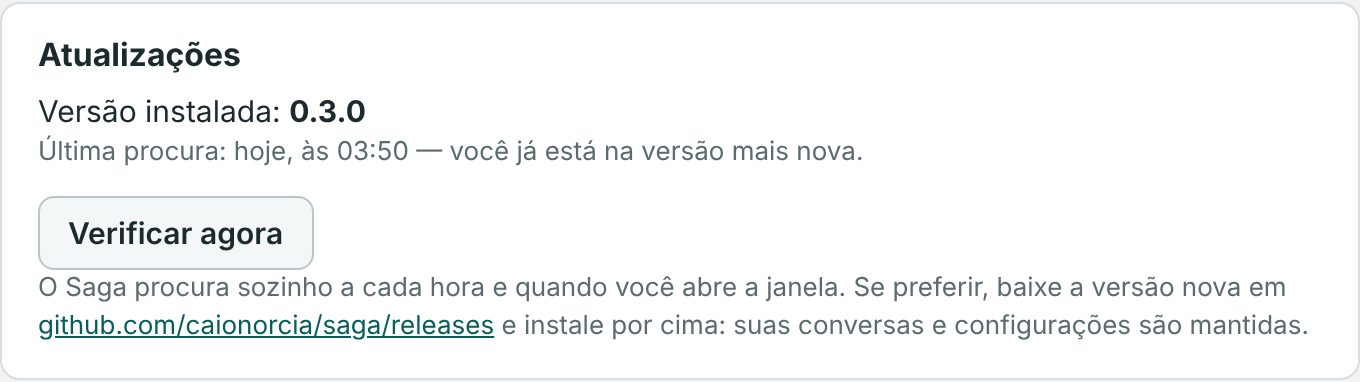 Atualizações
Versão instalada: 0.3.0
Última procura: hoje, às 03:50 — você já está na versão mais nova.
Verificar agora
O Saga procura sozinho a cada hora e quando você abre a janela. Se preferir, baixe a versão nova em
github.com/caionorcia/saga/releases e instale por cima: suas conversas e configurações são mantidas.